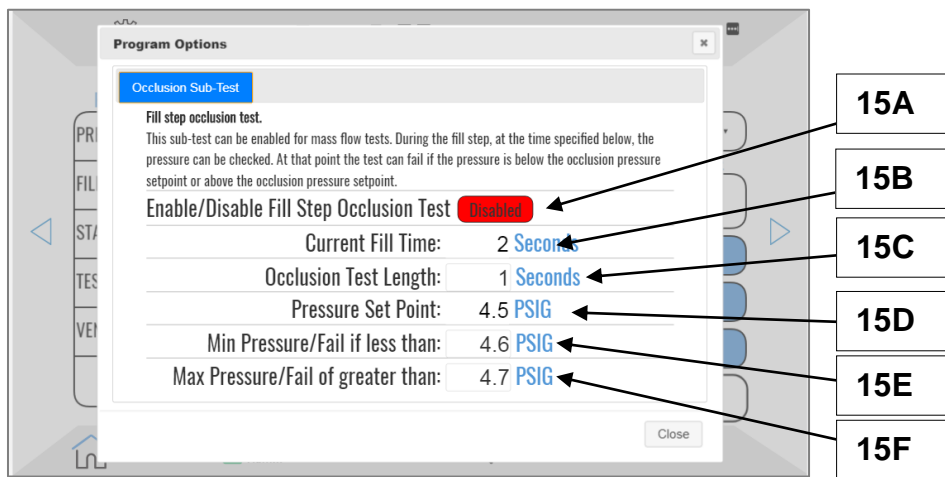 Program Options
Occlusion Sub-Test
Fill step occlusion test.
This sub-test can be enabled for mass flow tests. During the fill step, at the time specified below, the
pressure can be checked. At that point the test can fail if the pressure is below the occlusion pressure
setpoint or above the occlusion pressure setpoint.
Enable/Disable Fill Step Occlusion Test Disabled
Current Fill Time: 2 Seconds
Occlusion Test Length: 1 Seconds
Pressure Set Point: 4.5 PSIG
Min Pressure/Fail if less than: 4.6 PSIG
Max Pressure/Fail of greater than: 4.7 PSIG
Close
PRE
FIL
STA
TES
VEN
15A
15B
15C
15D
15E
15F